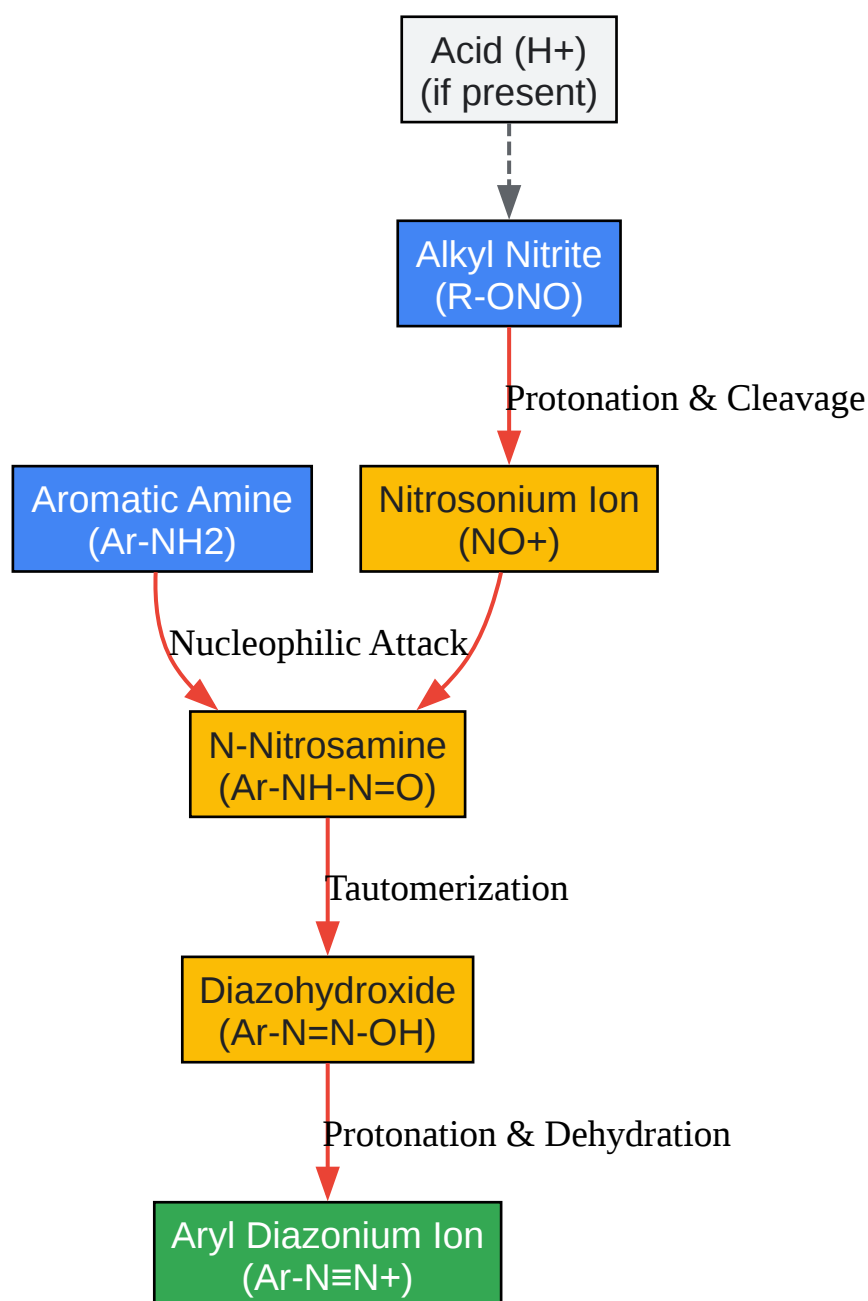 Acid (H+)
(if present)
Alkyl Nitrite
(R-ONO)
Protonation & Cleavage
Aromatic Amine
(Ar-NH2)
Nitrosonium Ion
(NO+)
Nucleophilic Attack
N-Nitrosamine
(Ar-NH-N=O)
Tautomerization
Diazohydroxide
(Ar-N=N-OH)
Protonation & Dehydration
Aryl Diazonium Ion
(Ar-N≡N+)